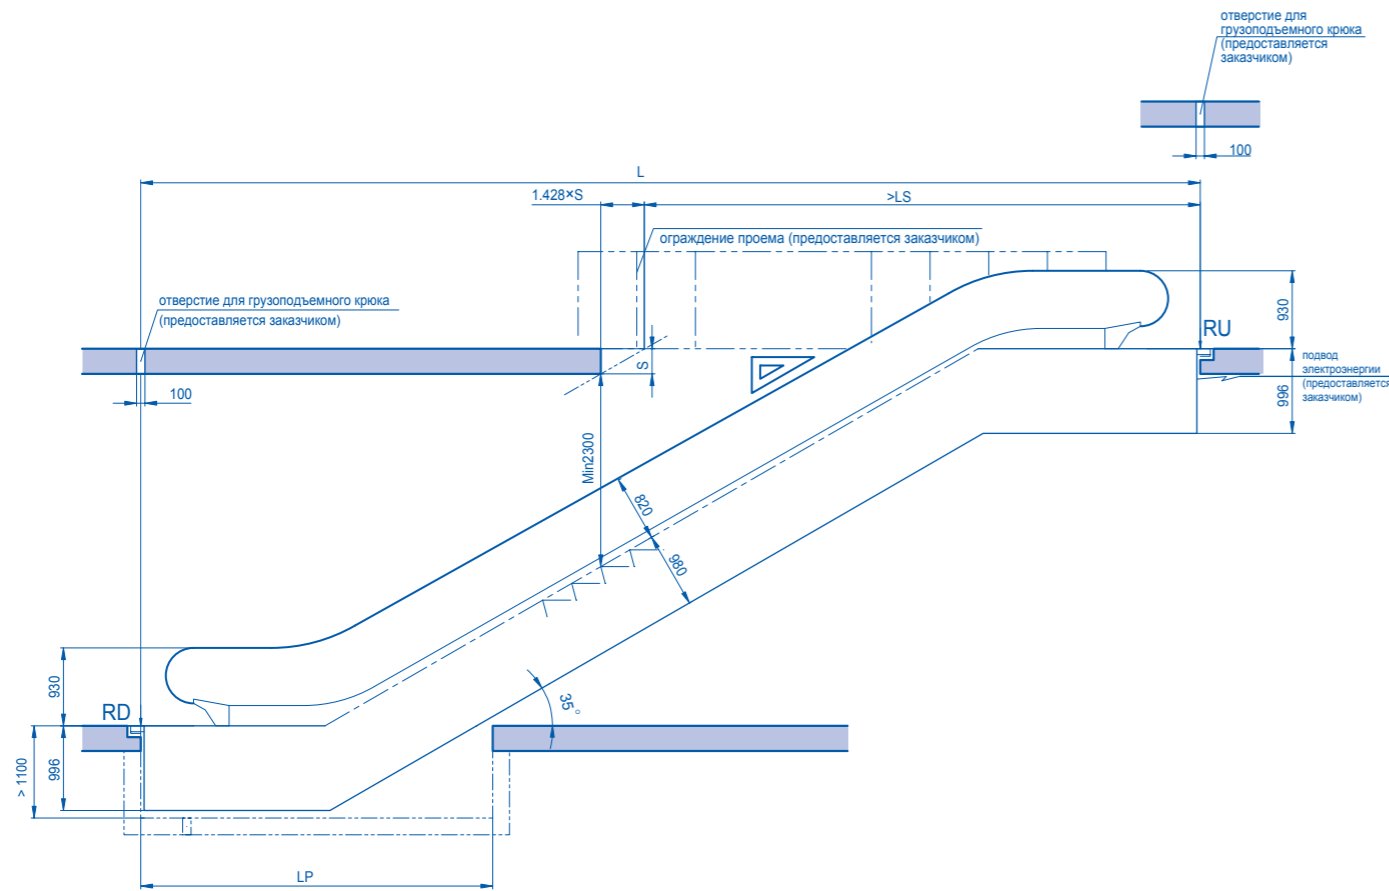 отверстие для
грузоподъемного крюка
(предоставляется
заказчиком)
100
L
1.428×S
>LS
ограждение проема (предоставляется заказчиком)
отверстие для грузоподъемного крюка
(предоставляется заказчиком)
930
RU
S
подвод
электроэнергии
(предоставляется
заказчиком)
996
100
Min2300
820
980
930
35°
RD
996
> 1100
LP